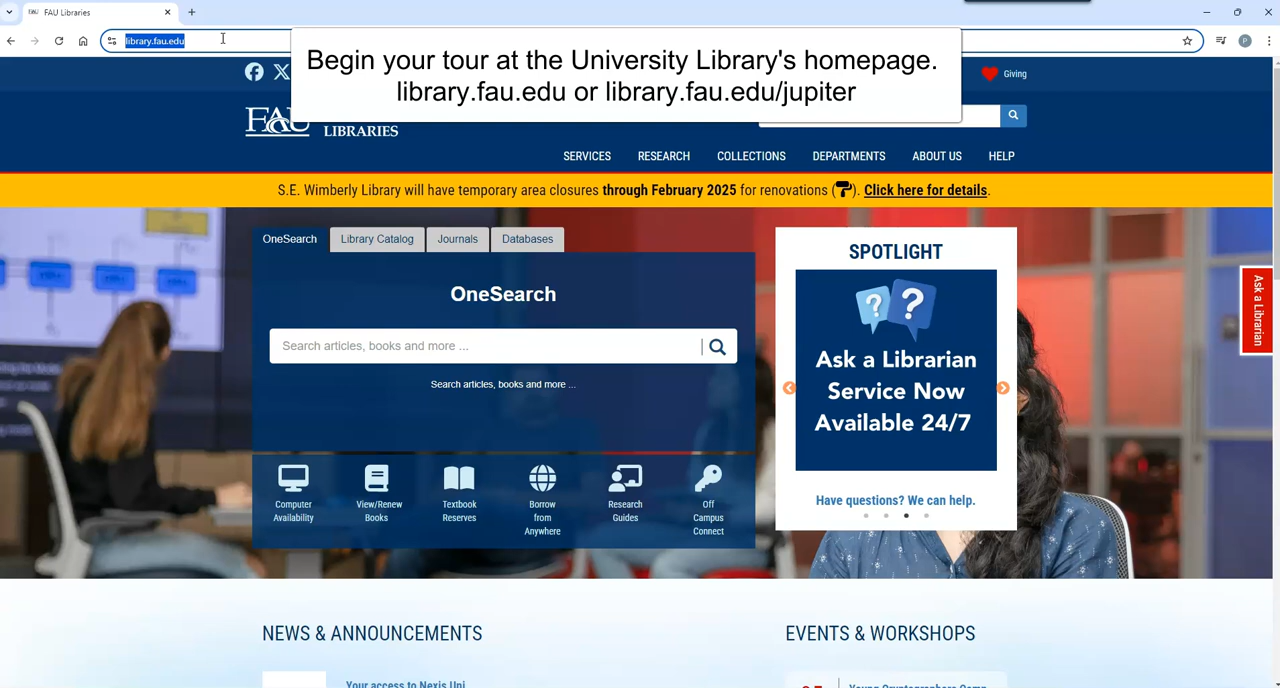 FAU Libraries
library.fau.edu
Begin your tour at the University Library's homepage.
library.fau.edu or library.fau.edu/jupiter
Giving
FAU LIBRARIES
SERVICES RESEARCH COLLECTIONS DEPARTMENTS ABOUT US HELP
S.E. Wimberly Library will have temporary area closures through February 2025 for renovations ( ). Click here for details.
OneSearch Library Catalog Journals Databases
OneSearch
Search articles, books and more ...
Search articles, books and more ...
Computer
Availability
View/Renew
Books
Textbook
Reserves
Borrow
from
Anywhere
Research
Guides
Off
Campus
Connect
SPOTLIGHT
Ask a Librarian
Service Now
Available 24/7
Have questions? We can help.
Ask a Librarian
NEWS & ANNOUNCEMENTS
Your access to Nexis Uni
EVENTS & WORKSHOPS
Young Cryptographers Camp